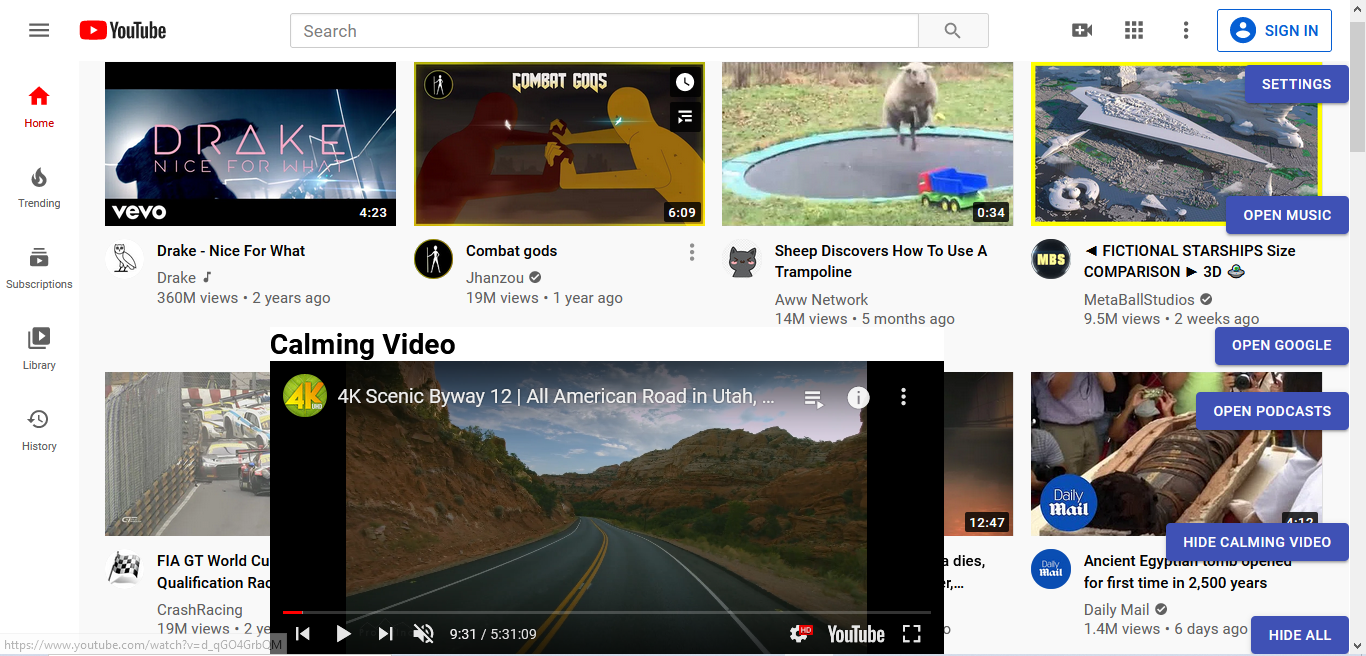 YouTube
Search
SIGN IN
Home
Trending
Subscriptions
Library
History
DRAKE
NICE FOR WHAT
vevo
4:23
COMBAT GODS
6:09
0:34
SETTINGS
OPEN MUSIC
Drake - Nice For What
Drake
360M views • 2 years ago
Combat gods
Jhanzou
19M views • 1 year ago
Sheep Discovers How To Use A
Trampoline
Aww Network
14M views • 5 months ago
MBS
◄ FICTIONAL STARSHIPS Size
COMPARISON ► 3D 🛸
MetaBallStudios
9.5M views • 2 weeks ago
OPEN GOOGLE
Calming Video
4K
4K Scenic Byway 12 | All American Road in Utah, ...
9:31 / 5:31:09
HD
YouTube
12:47
OPEN PODCASTS
Daily
Mail
4:12
HIDE CALMING VIDEO
FIA GT World Cu
Qualification Rac
CrashRacing
19M views • 2 ye
a dies,
r,...
o
Daily
Mail
Ancient Egyptian tomb opened
for first time in 2,500 years
Daily Mail
1.4M views • 6 days ago
HIDE ALL
https://www.youtube.com/watch?v=d_qGO4GrbQM